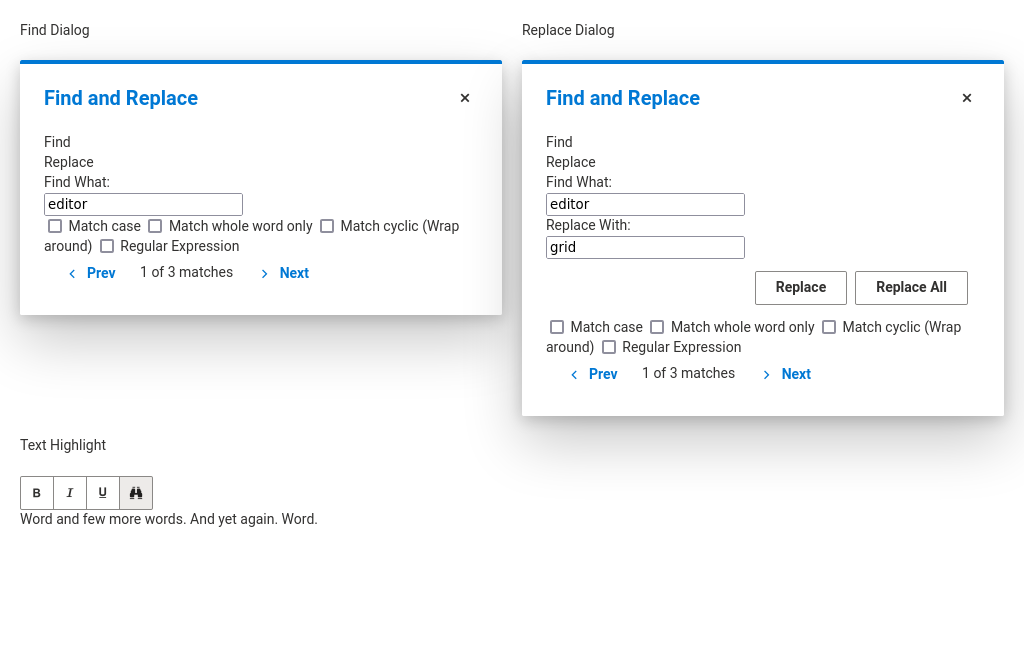 Find Dialog
Find and Replace
Find
Replace
Find What:
editor
Match case Match whole word only Match cyclic (Wrap
around) Regular Expression
Prev 1 of 3 matches Next
Replace Dialog
Find and Replace
Find
Replace
Find What:
editor
Replace With:
grid
Replace Replace All
Match case Match whole word only Match cyclic (Wrap
around) Regular Expression
Prev 1 of 3 matches Next
Text Highlight
B I U
Word and few more words. And yet again. Word.